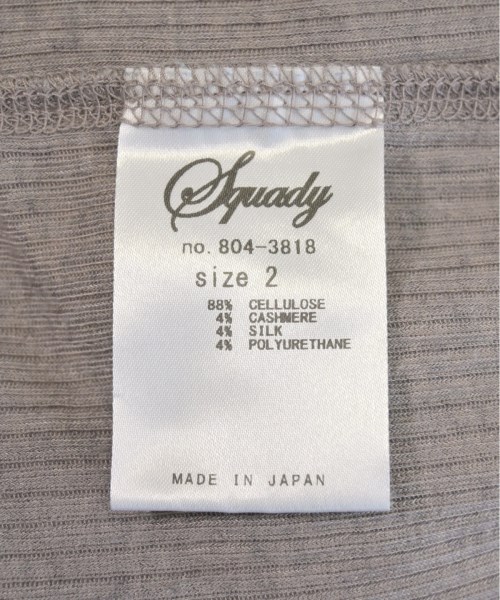 Squady
no. 804-3818
size 2
88% CELLULOSE
4% CASHMERE
4% SILK
4% POLYURETHANE
MADE IN JAPAN